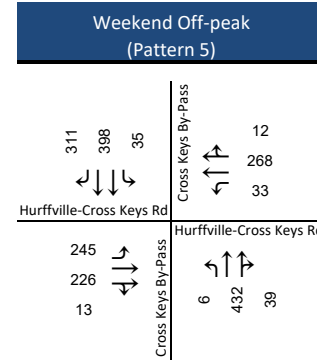 Weekend Off-peak
(Pattern 5)
311 398 35
Cross Keys By-Pass
12
268
33
Hurffville-Cross Keys Rd
245
226
13
Cross Keys By-Pass
Hurffville-Cross Keys R
6 432 39